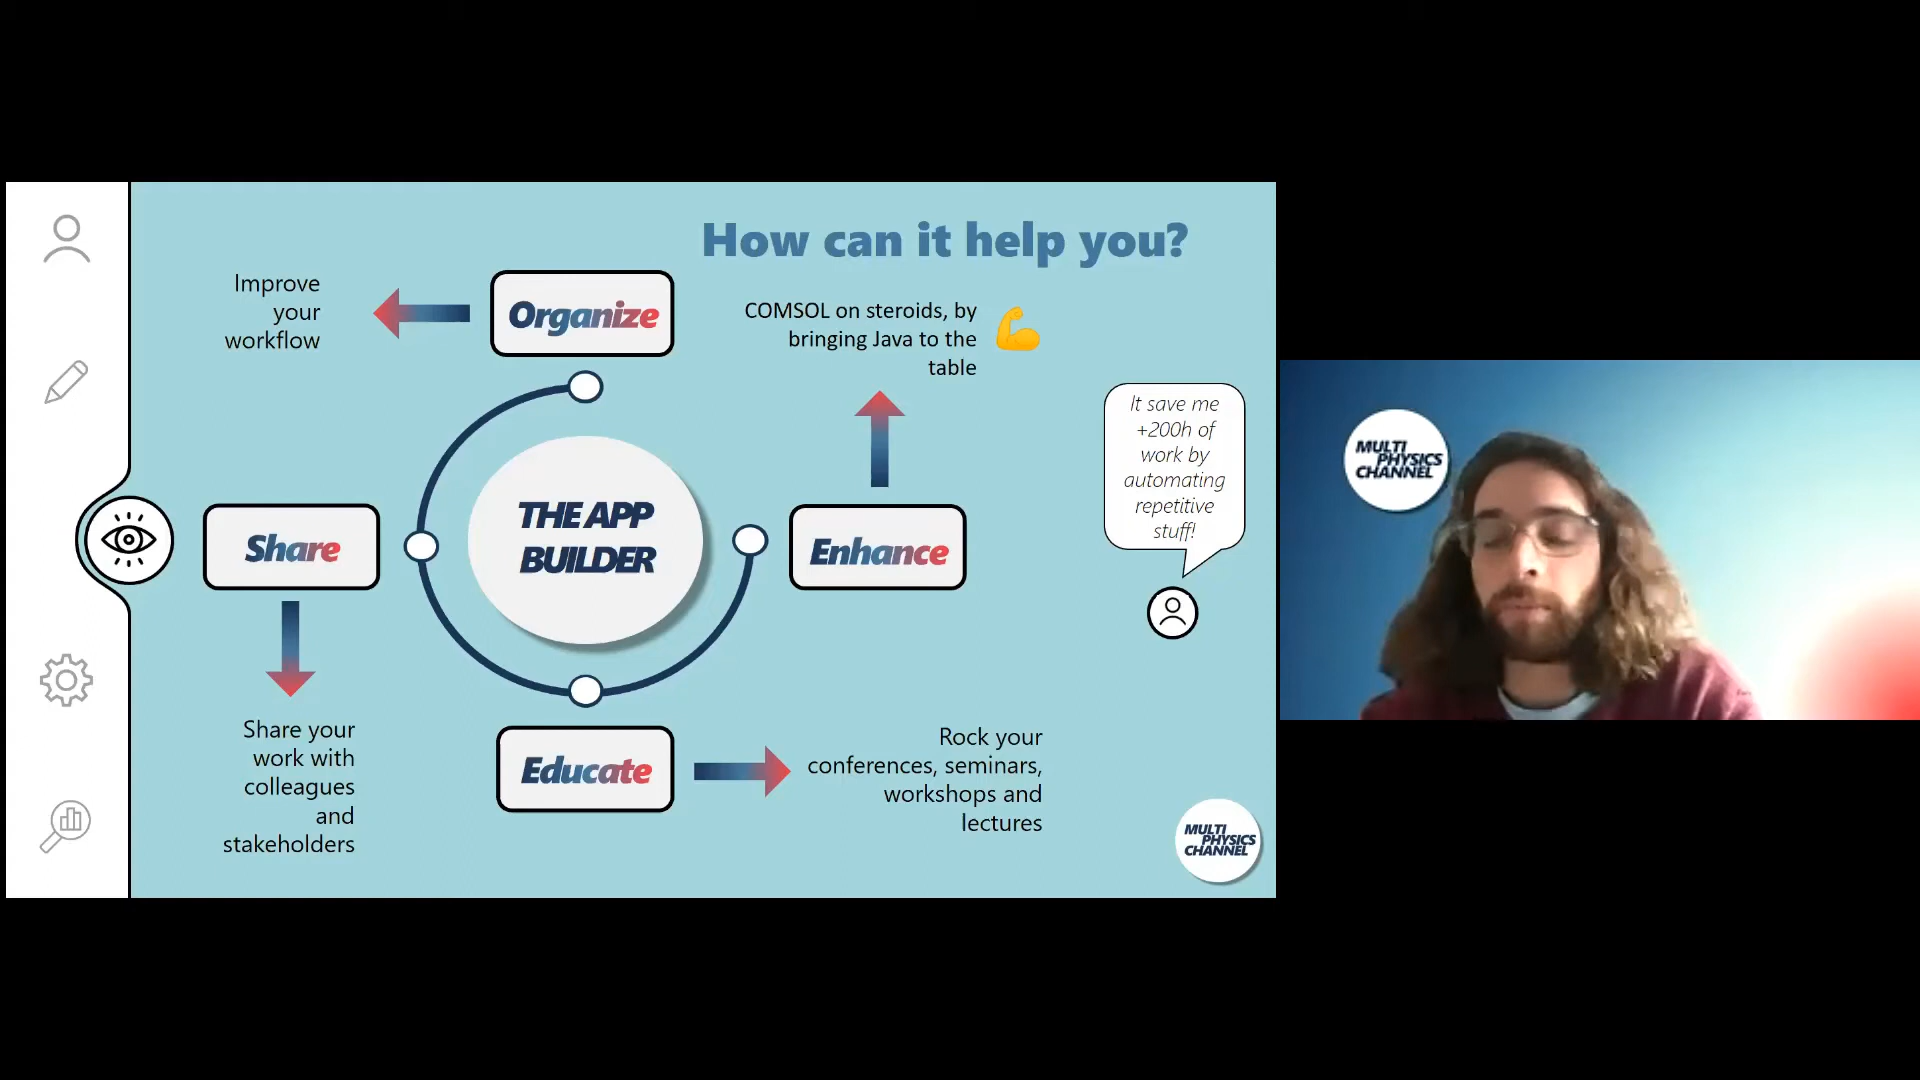 How can it help you?
Improve
your
workflow
Organize
COMSOL on steroids, by
bringing Java to the
table
It save me
+200h of
work by
automating
repetitive
stuff!
MULTI
PHYSICS
CHANNEL
THE APP
BUILDER
Share
Enhance
Share your
work with
colleagues
and
stakeholders
Educate
Rock your
conferences, seminars,
workshops and
lectures
MULTI
PHYSICS
CHANNEL